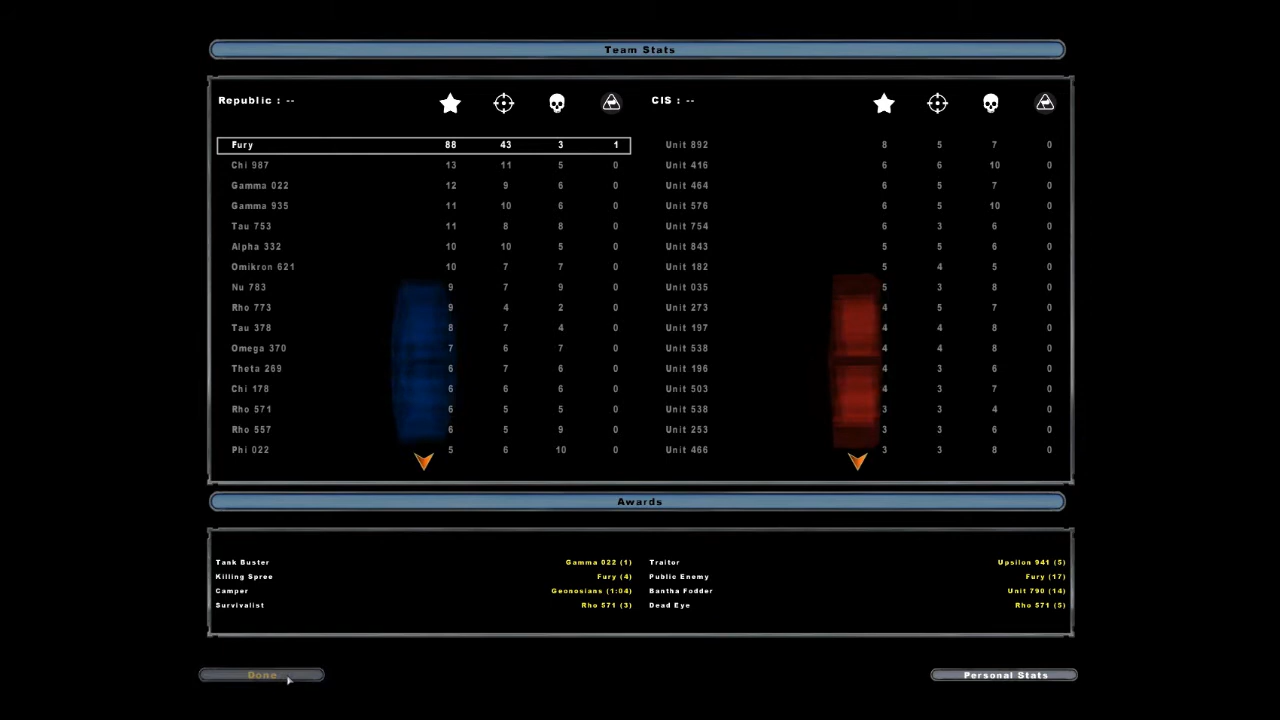 Team Stats
Republic : --
CIS : --
Fury 88 43 3 1 Unit 892 8 5 7 0
Chi 987 13 11 5 0 Unit 416 6 6 10 0
Gamma 022 12 9 6 0 Unit 464 6 5 7 0
Gamma 935 11 10 6 0 Unit 576 6 5 10 0
Tau 753 11 8 8 0 Unit 754 6 3 6 0
Alpha 332 10 10 5 0 Unit 843 5 5 6 0
Omikron 621 10 7 7 0 Unit 182 5 4 5 0
Nu 783 9 7 9 0 Unit 035 5 3 8 0
Rho 773 9 4 2 0 Unit 273 4 5 7 0
Tau 378 8 7 4 0 Unit 197 4 4 8 0
Omega 370 7 6 7 0 Unit 538 4 4 8 0
Theta 269 6 7 6 0 Unit 196 4 3 6 0
Chi 178 6 6 6 0 Unit 503 4 3 7 0
Rho 571 6 5 5 0 Unit 538 3 3 4 0
Rho 557 6 5 9 0 Unit 253 3 3 6 0
Phi 022 5 6 10 0 Unit 466 3 3 8 0
Awards
Tank Buster Gamma 022 (1) Traitor Upsilon 941 (5)
Killing Spree Fury (4) Public Enemy Fury (17)
Camper Geonosians (1:04) Bantha Fodder Unit 790 (14)
Survivalist Rho 571 (3) Dead Eye Rho 571 (5)
Done
Personal Stats